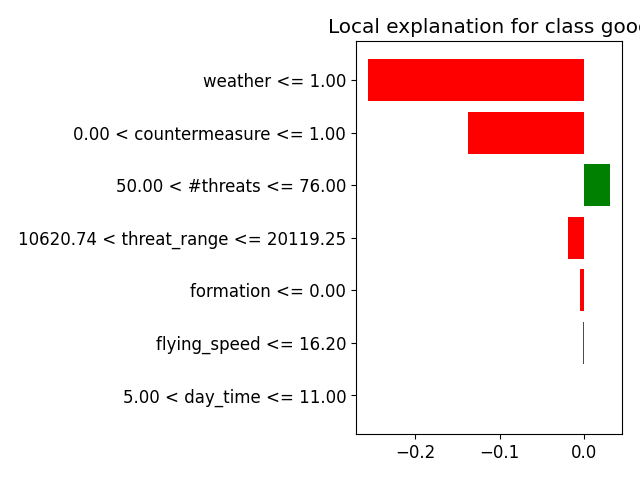 Local explanation for class good
weather <= 1.00
0.00 < countermeasure <= 1.00
50.00 < #threats <= 76.00
10620.74 < threat_range <= 20119.25
formation <= 0.00
flying_speed <= 16.20
5.00 < day_time <= 11.00
−0.2 −0.1 0.0